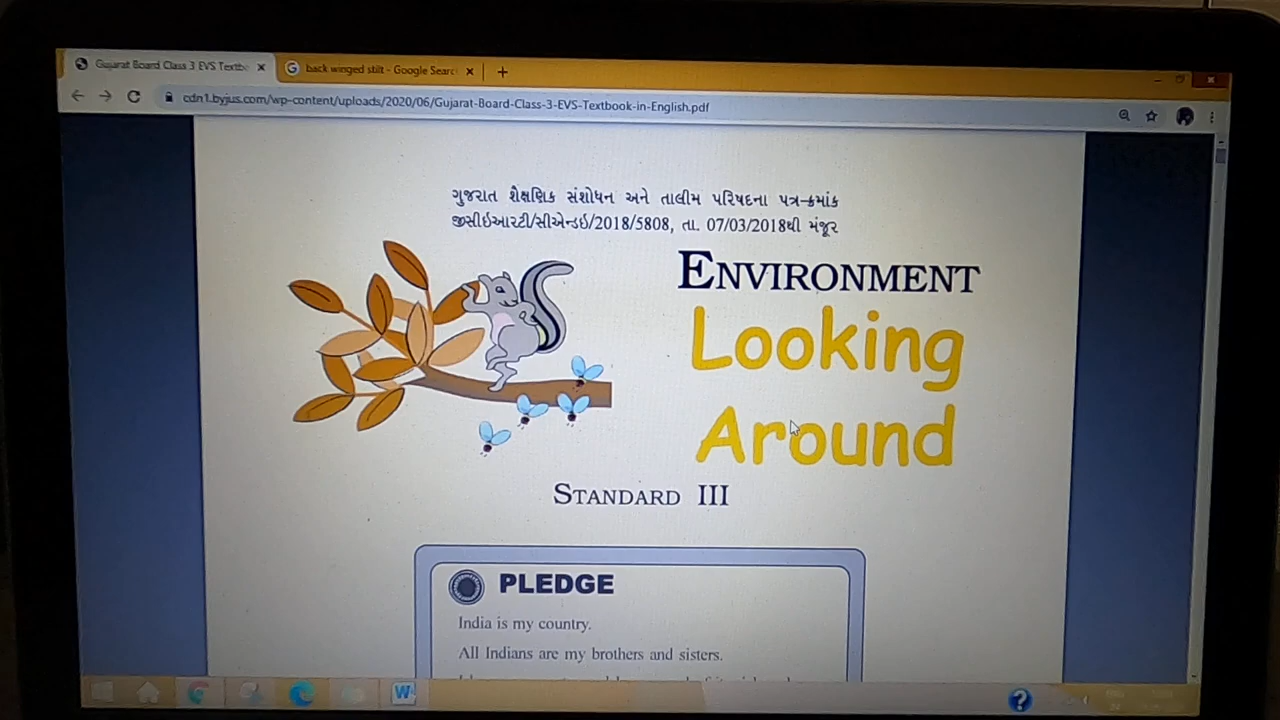 Gujarat Board Class 3 EVS Textb
back winged stilt - Google Searc
cdn1.byjus.com/wp-content/uploads/2020/06/Gujarat-Board-Class-3-EVS-Textbook-in-English.pdf
ગુજરાત શૈક્ષણિક સંશોધન અને તાલીમ પરિષદના પત્ર-ક્રમાંક
જીસીઇઆરટી/સીએન્ડઇ/2018/5808, તા. 07/03/2018થી મંજૂર
ENVIRONMENT
Looking
Around
STANDARD III
PLEDGE
India is my country.
All Indians are my brothers and sisters.